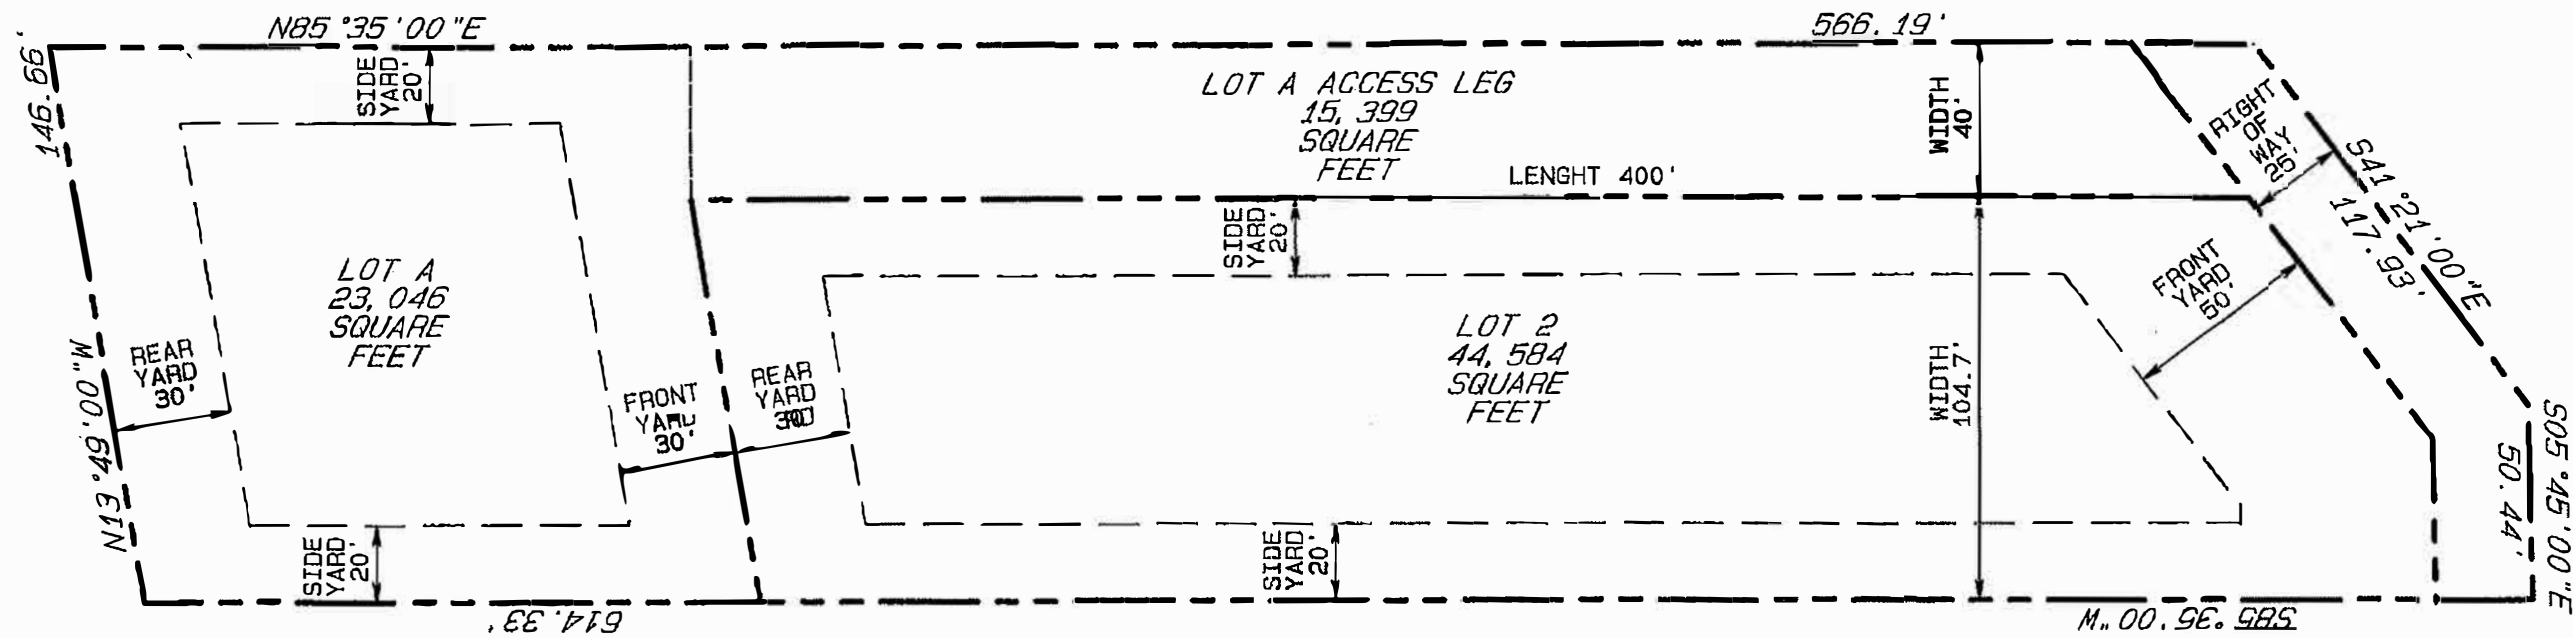 N85°35'00"E
566.19'
146.66'
SIDE
YARD
20'
LOT A ACCESS LEG
15,399
SQUARE
FEET
WIDTH
40'
RIGHT
OF
WAY
25'
S41°21'00"E
117.93'
LENGHT 400'
SIDE
YARD
20'
LOT A
23,046
SQUARE
FEET
FRONT
YARD
50'
LOT 2
44,584
SQUARE
FEET
N13°49'00"W
REAR
YARD
30'
FRONT
YARD
30'
REAR
YARD
WIDTH
104.7'
S05°45'00"E
50.44'
SIDE
YARD
20'
SIDE
YARD
20'
614.33'
S85°35'00"W